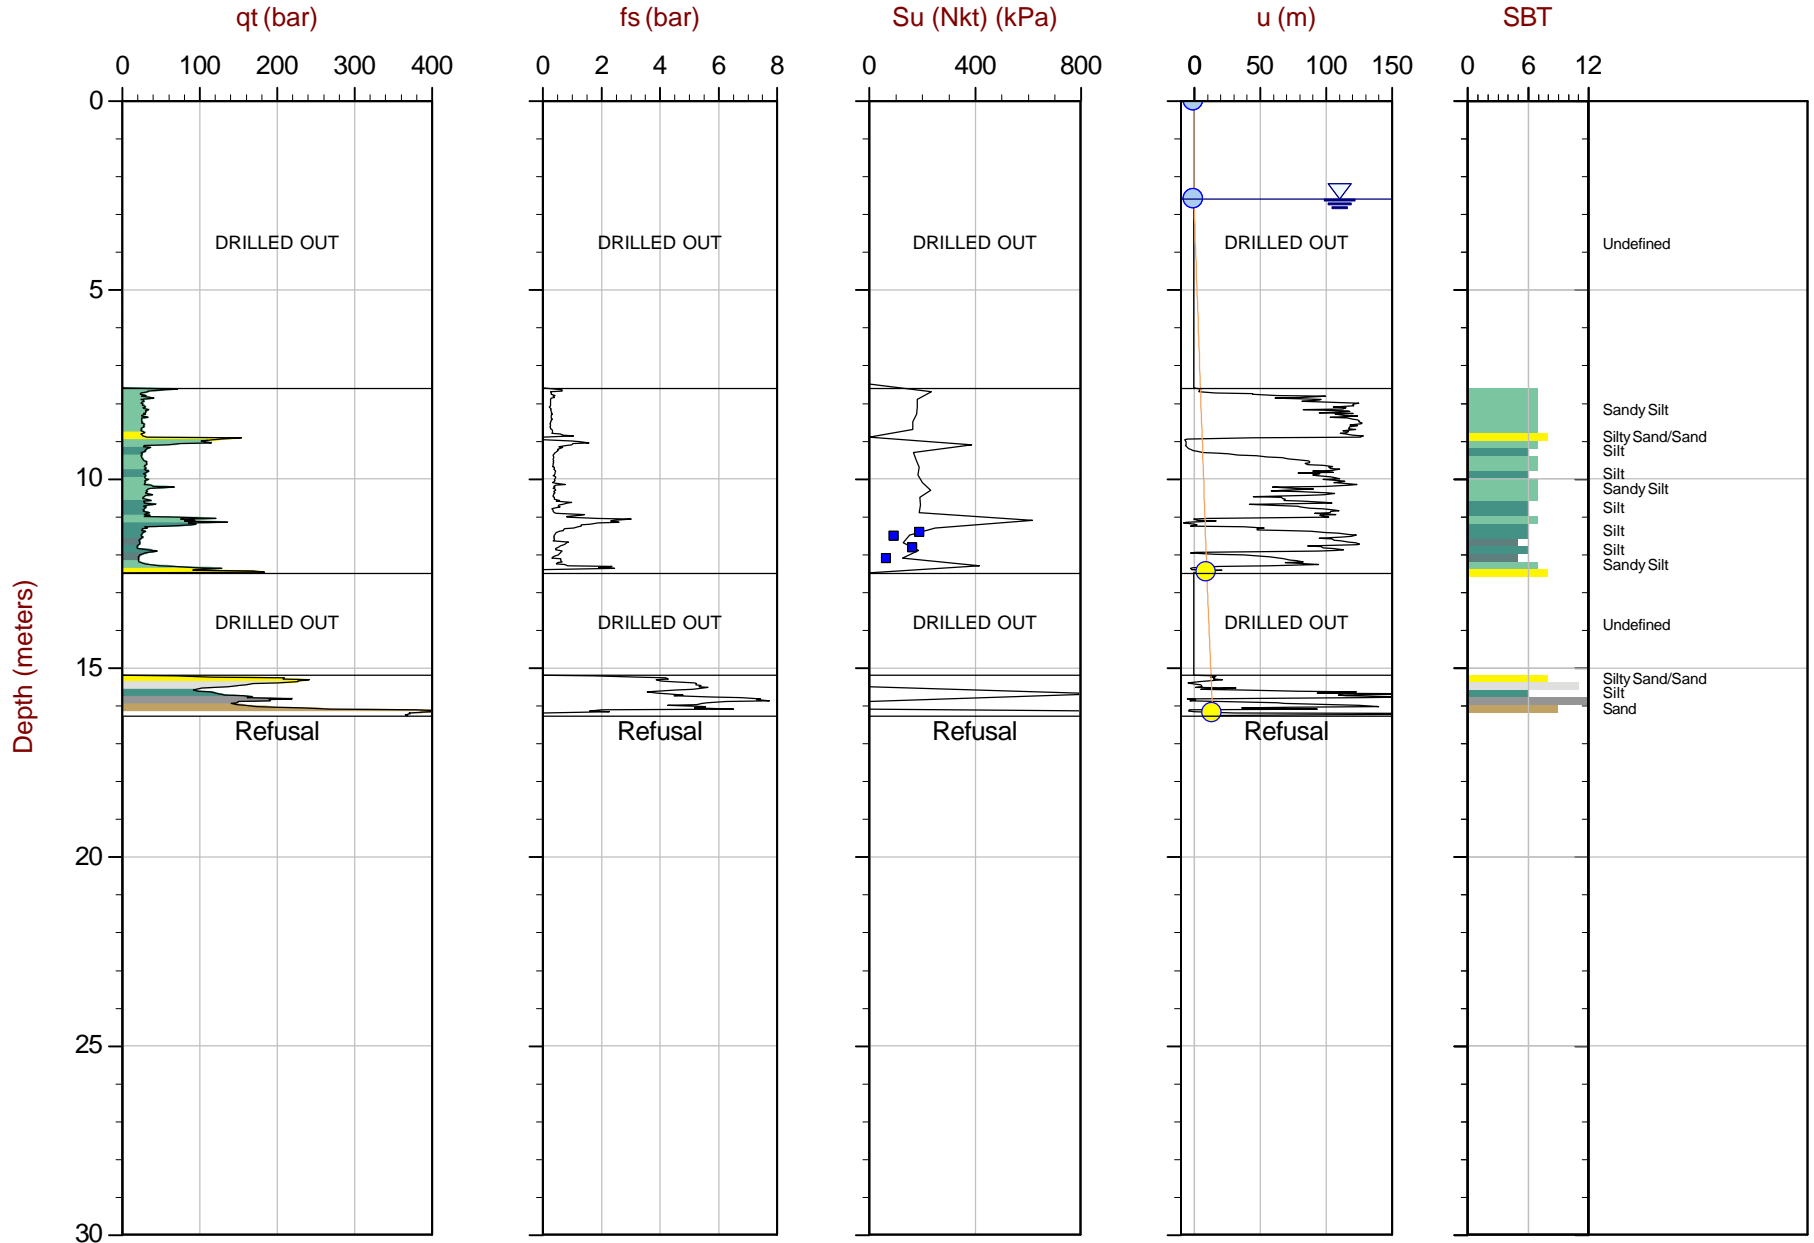 qt (bar) fs (bar) Su (Nkt) (kPa) u (m) SBT
0 100 200 300 400 0 2 4 6 8 0 400 800 0 50 100 150 0 6 12
0
DRILLED OUT DRILLED OUT DRILLED OUT DRILLED OUT Undefined
5
Sandy Silt
Silty Sand/Sand
Silt
Silt
10
Sandy Silt
Silt
Silt
Silt
Sandy Silt
DRILLED OUT DRILLED OUT DRILLED OUT DRILLED OUT Undefined
15
Silty Sand/Sand
Silt
Sand
Refusal Refusal Refusal Refusal
Depth (meters)
20
25
30